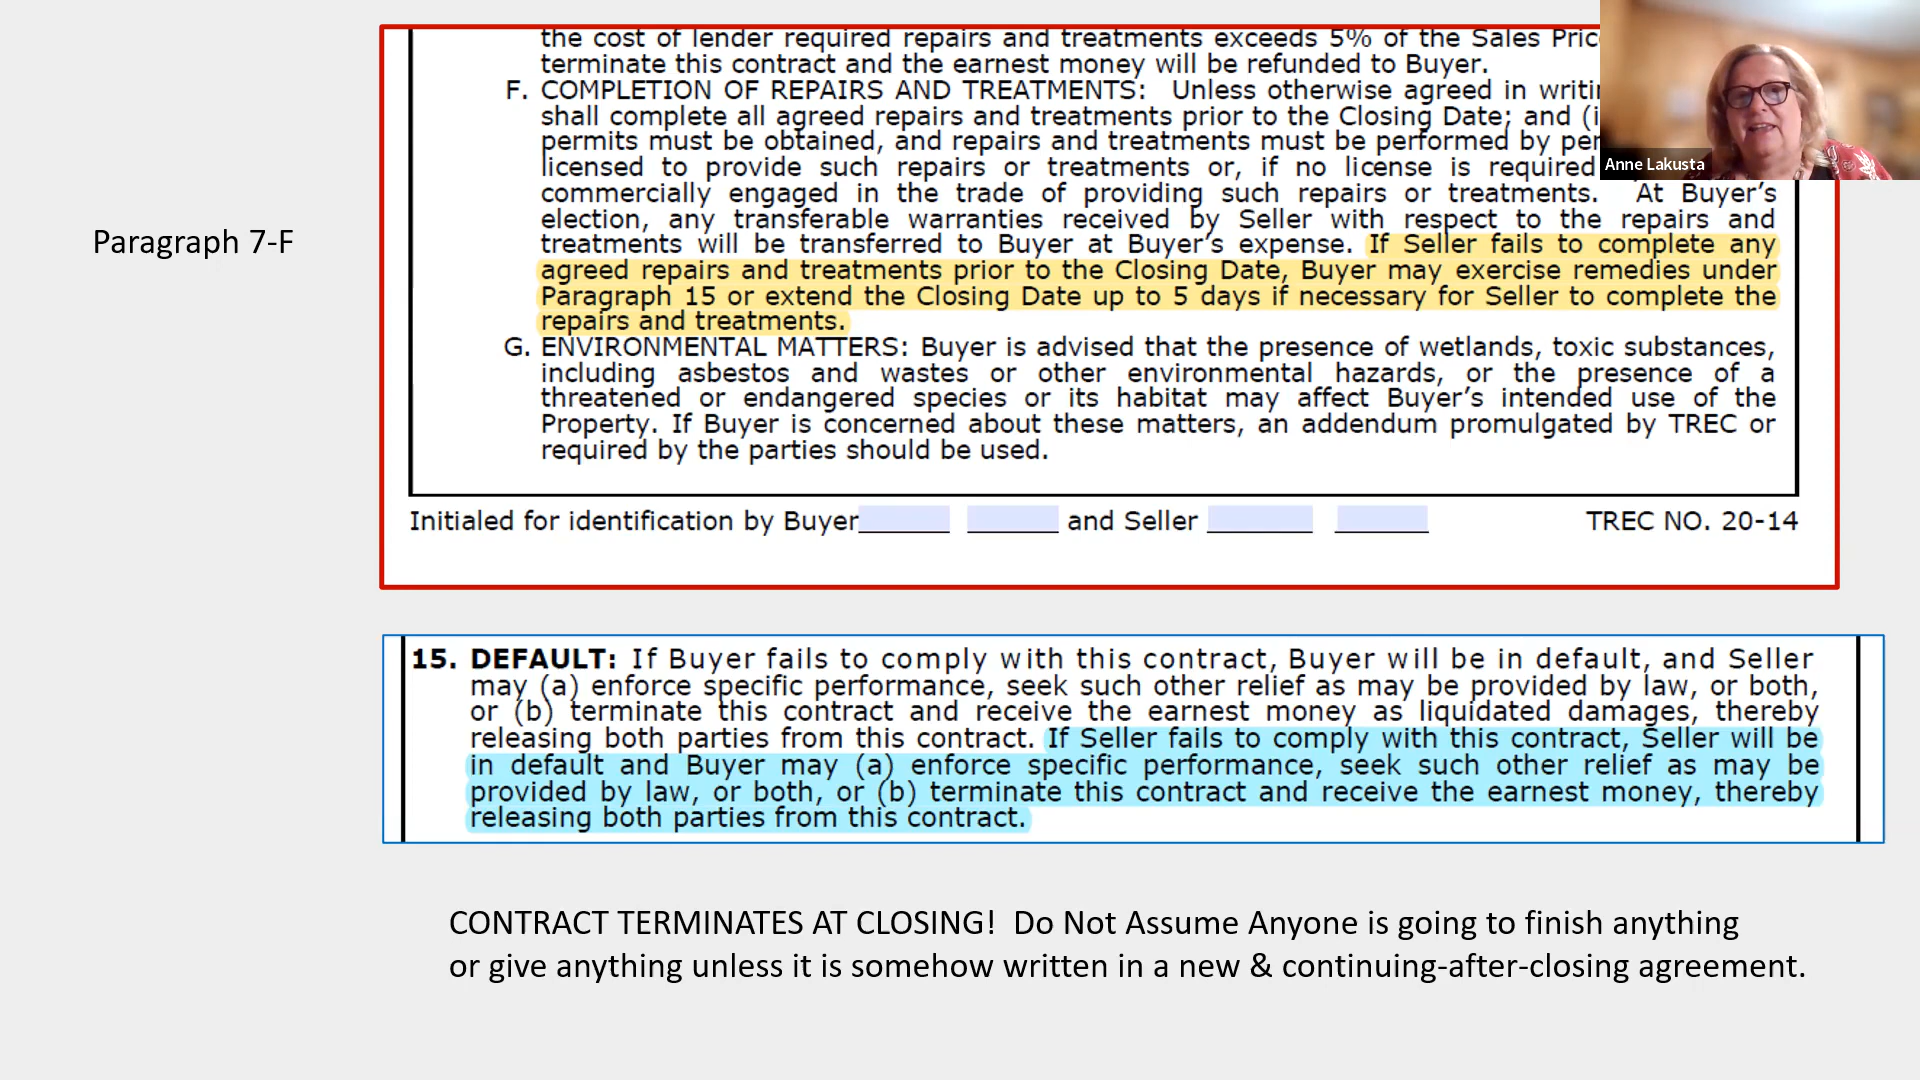 the cost of lender required repairs and treatments exceeds 5% of the Sales
terminate this contract and the earnest money will be refunded to Buyer.
F. COMPLETION OF REPAIRS AND TREATMENTS: Unless otherwise agreed in
shall complete all agreed repairs and treatments prior to the Closing Date; and
permits must be obtained, and repairs and treatments must be performed by
Anne Lakusta
licensed to provide such repairs or treatments or, if no license is required
commercially engaged in the trade of providing such repairs or treatments. At Buyer's
election, any transferable warranties received by Seller with respect to the repairs and
Paragraph 7-F
treatments will be transferred to Buyer at Buyer's expense. If Seller fails to complete any
agreed repairs and treatments prior to the Closing Date, Buyer may exercise remedies under
Paragraph 15 or extend the Closing Date up to 5 days if necessary for Seller to complete the
repairs and treatments.
G. ENVIRONMENTAL MATTERS: Buyer is advised that the presence of wetlands, toxic substances,
including asbestos and wastes or other environmental hazards, or the presence of a
threatened or endangered species or its habitat may affect Buyer's intended use of the
Property. If Buyer is concerned about these matters, an addendum promulgated by TREC or
required by the parties should be used.
Initialed for identification by Buyer and Seller TREC NO. 20-14
15. DEFAULT: If Buyer fails to comply with this contract, Buyer will be in default, and Seller
may (a) enforce specific performance, seek such other relief as may be provided by law, or both,
or (b) terminate this contract and receive the earnest money as liquidated damages, thereby
releasing both parties from this contract. If Seller fails to comply with this contract, Seller will be
in default and Buyer may (a) enforce specific performance, seek such other relief as may be
provided by law, or both, or (b) terminate this contract and receive the earnest money, thereby
releasing both parties from this contract.
CONTRACT TERMINATES AT CLOSING! Do Not Assume Anyone is going to finish anything
or give anything unless it is somehow written in a new & continuing-after-closing agreement.